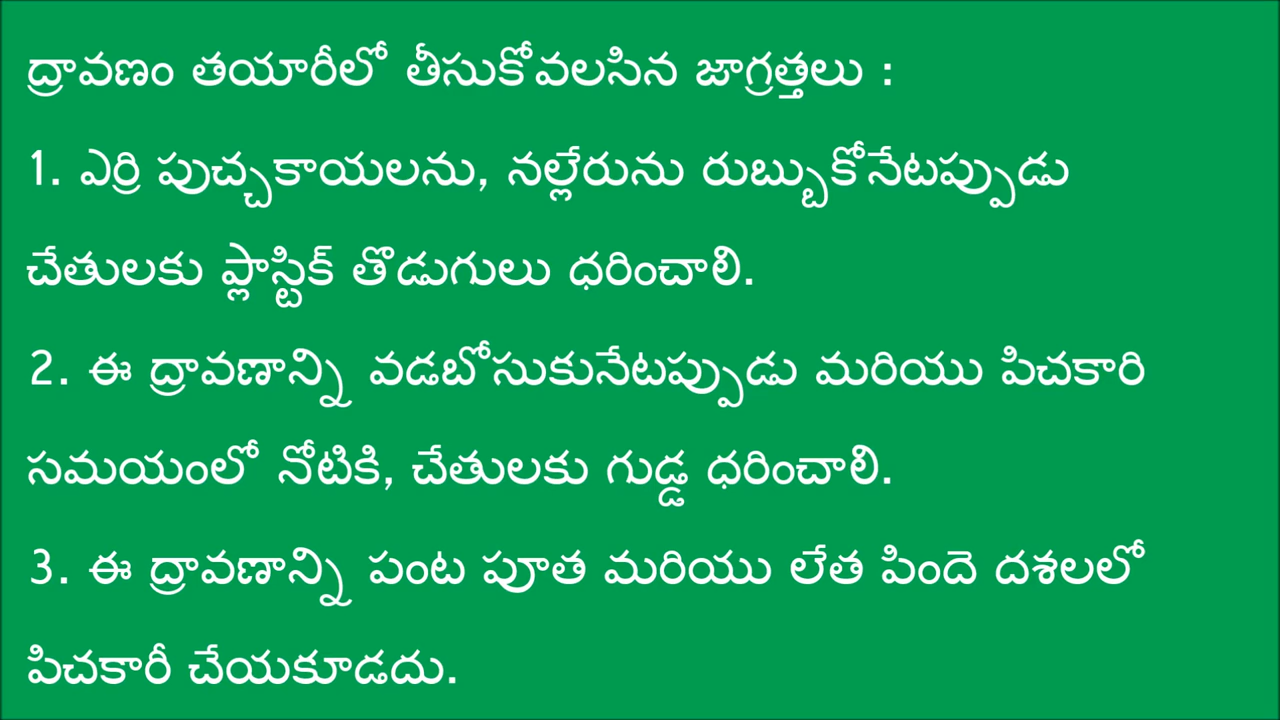 ద్రావణం తయారీలో తీసుకోవలసిన జాగ్రత్తలు :
1. ఎర్రి పుచ్చకాయలను, నల్లేరును రుబ్బుకోనేటప్పుడు
చేతులకు ప్లాస్టిక్ తొడుగులు ధరించాలి.
2. ఈ ద్రావణాన్ని వడబోసుకునేటప్పుడు మరియు పిచకారి
సమయంలో నోటికి, చేతులకు గుడ్డ ధరించాలి.
3. ఈ ద్రావణాన్ని పంట పూత మరియు లేత పిందె దశలలో
పిచకారీ చేయకూడదు.